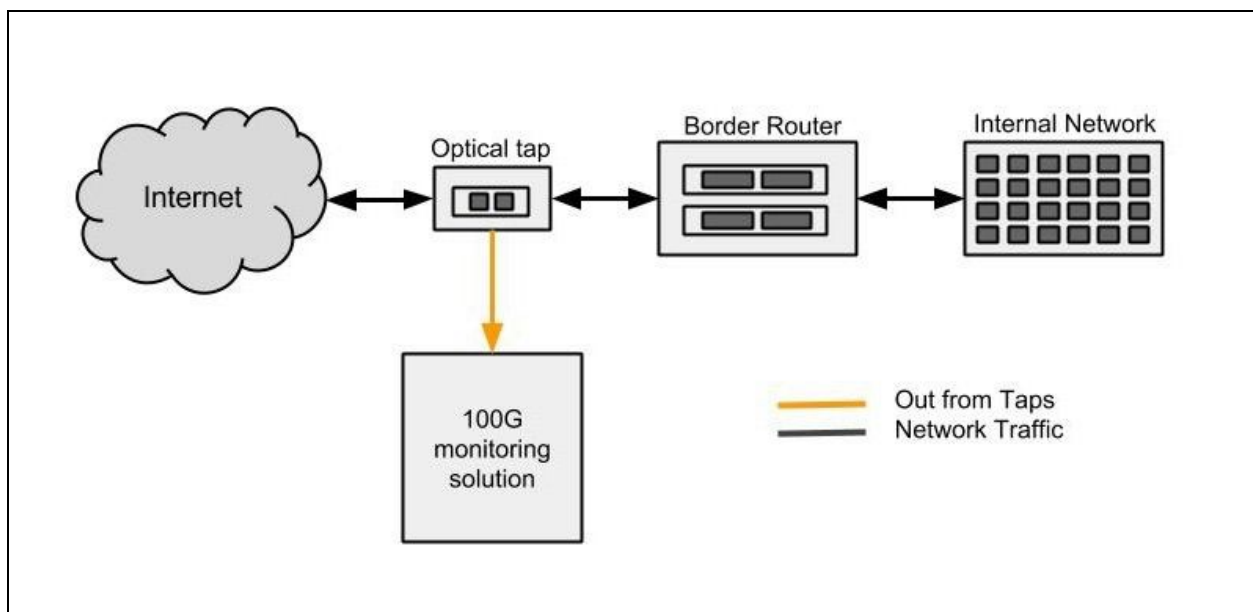 Internet
Optical tap
Border Router
Internal Network
100G
monitoring
solution
Out from Taps
Network Traffic